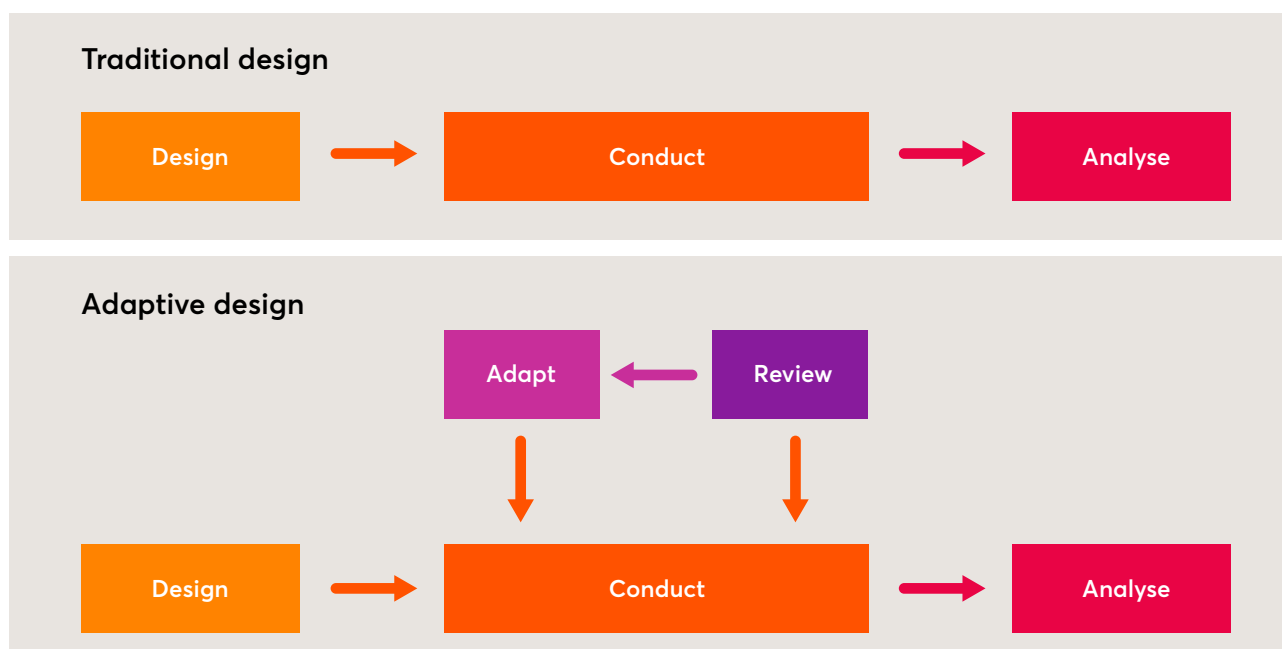 Traditional design
Design
Conduct
Analyse
Adaptive design
Adapt
Review
Design
Conduct
Analyse